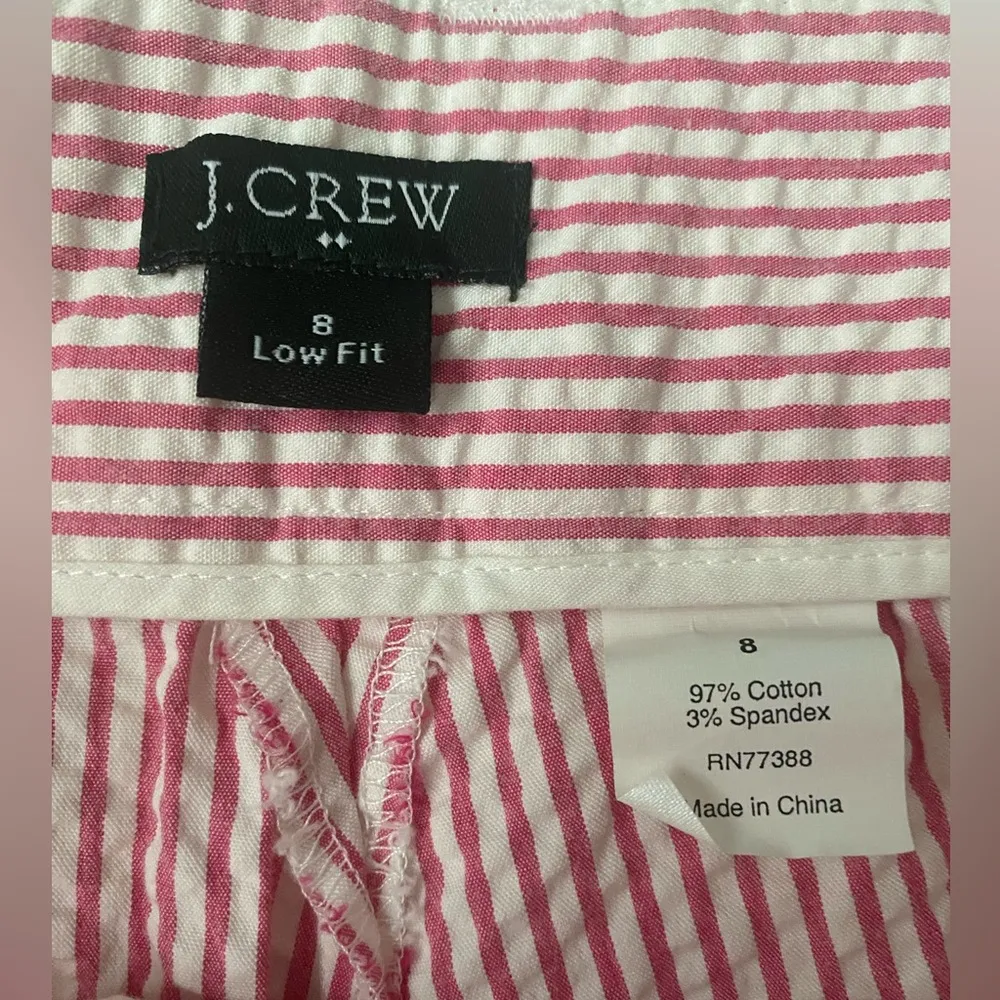 J.CREW
8
Low Fit
8
97% Cotton
3% Spandex
RN77388
Made in China